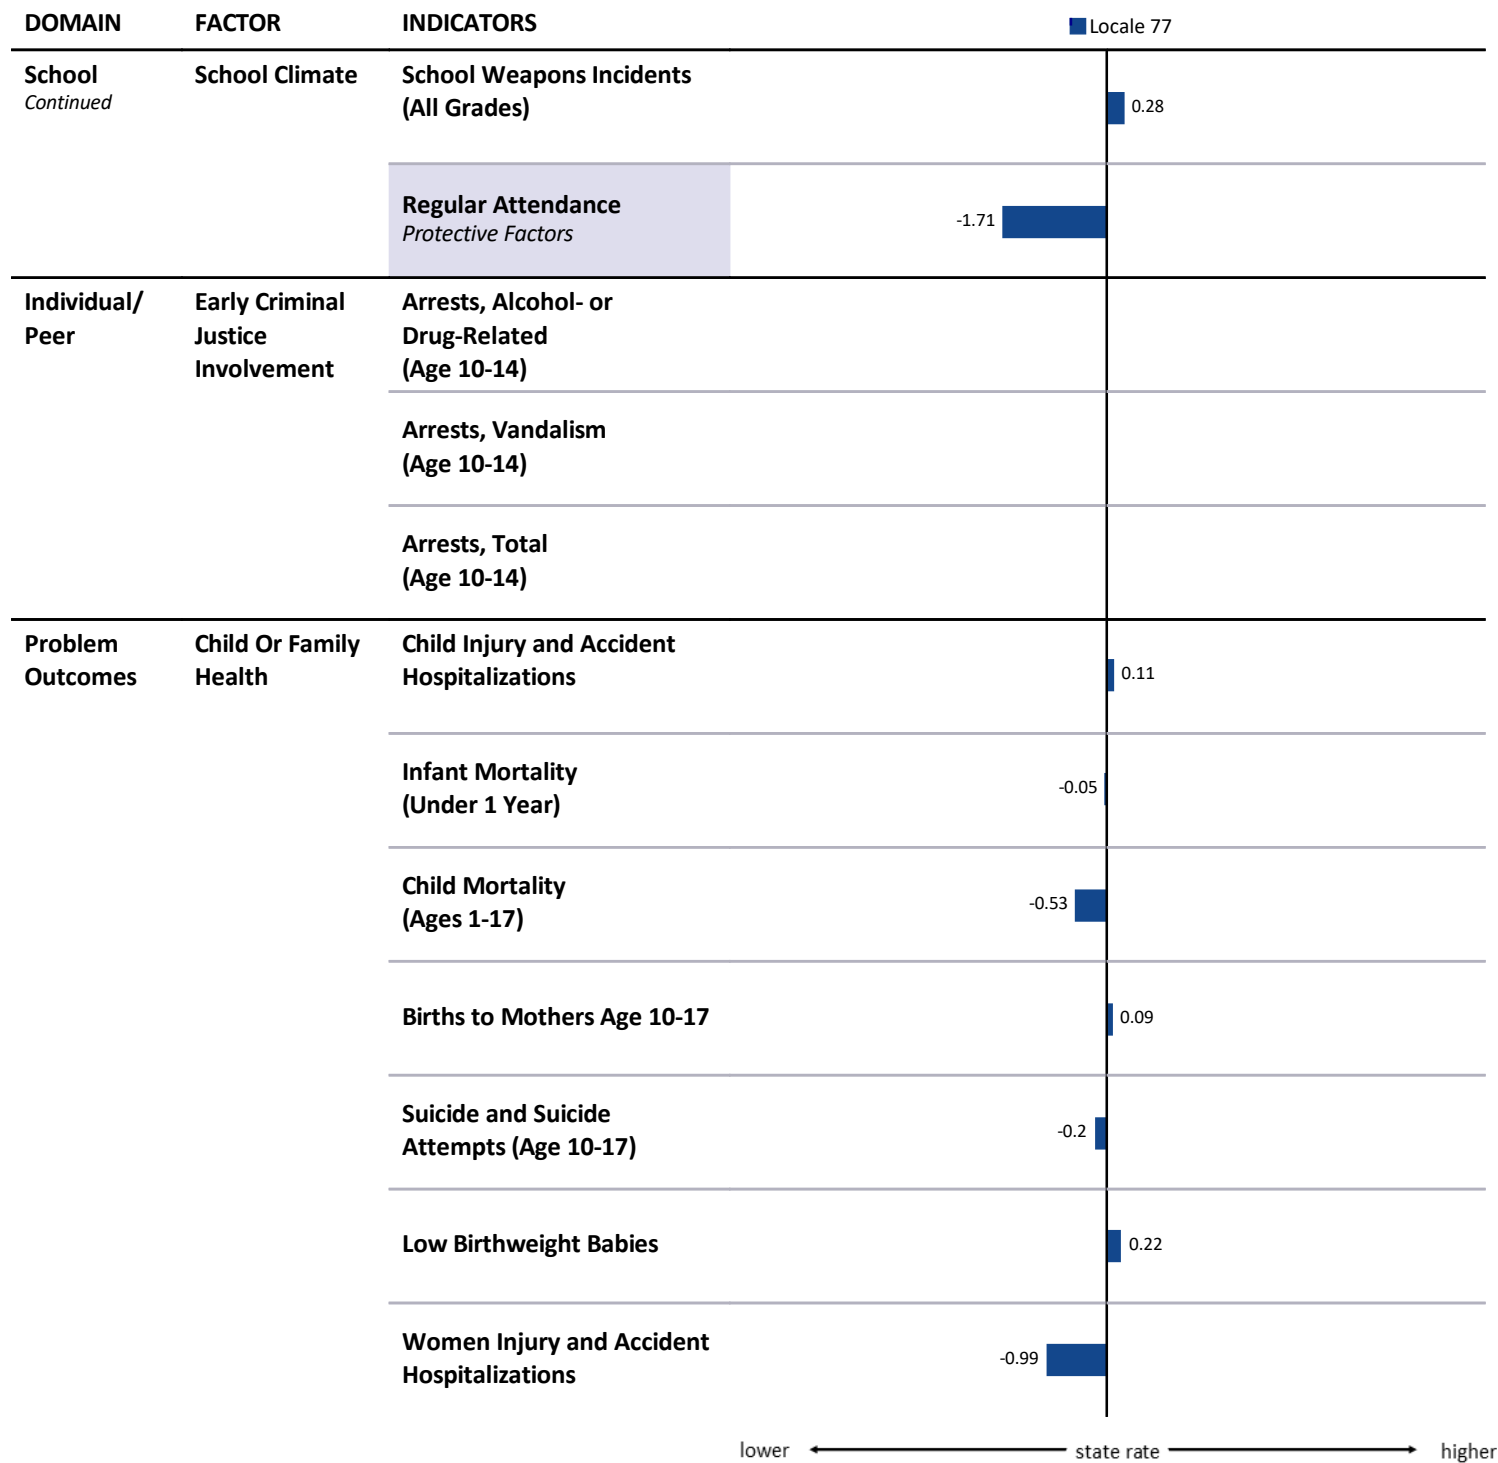 DOMAIN FACTOR INDICATORS
Locale 77
School
Continued
School Climate
School Weapons Incidents
(All Grades)
0.28
Regular Attendance
Protective Factors
-1.71
Individual/
Peer
Early Criminal
Justice
Involvement
Arrests, Alcohol- or
Drug-Related
(Age 10-14)
Arrests, Vandalism
(Age 10-14)
Arrests, Total
(Age 10-14)
Problem
Outcomes
Child Or Family
Health
Child Injury and Accident
Hospitalizations
0.11
Infant Mortality
(Under 1 Year)
-0.05
Child Mortality
(Ages 1-17)
-0.53
Births to Mothers Age 10-17
0.09
Suicide and Suicide
Attempts (Age 10-17)
-0.2
Low Birthweight Babies
0.22
Women Injury and Accident
Hospitalizations
-0.99
lower state rate higher